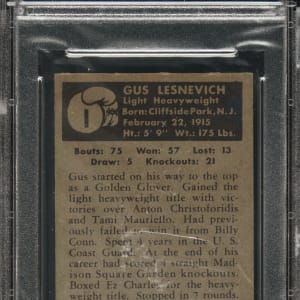 1
GUS LESNEVICH
Light Heavyweight
Born: Cliffside Park, N. J.
February 22, 1915
Ht.: 5' 9" Wt.: 175 Lbs.
Bouts: 75 Won: 57 Lost: 13
Draw: 5 Knockouts: 21
Gus started on his way to the top
as a Golden Glover. Gained the
light heavyweight title with vic-
tories over Anton Christoforidis
and Tami Mauriello. Had previously
failed to win it from Billy
Conn. Spent 4 years in the U. S.
Coast Guard. At the end of his
career had scored 4 straight Mad-
ison Square Garden knockouts.
Boxed Ez Charles for the heavy-
weight title. Stopped in 7 rounds